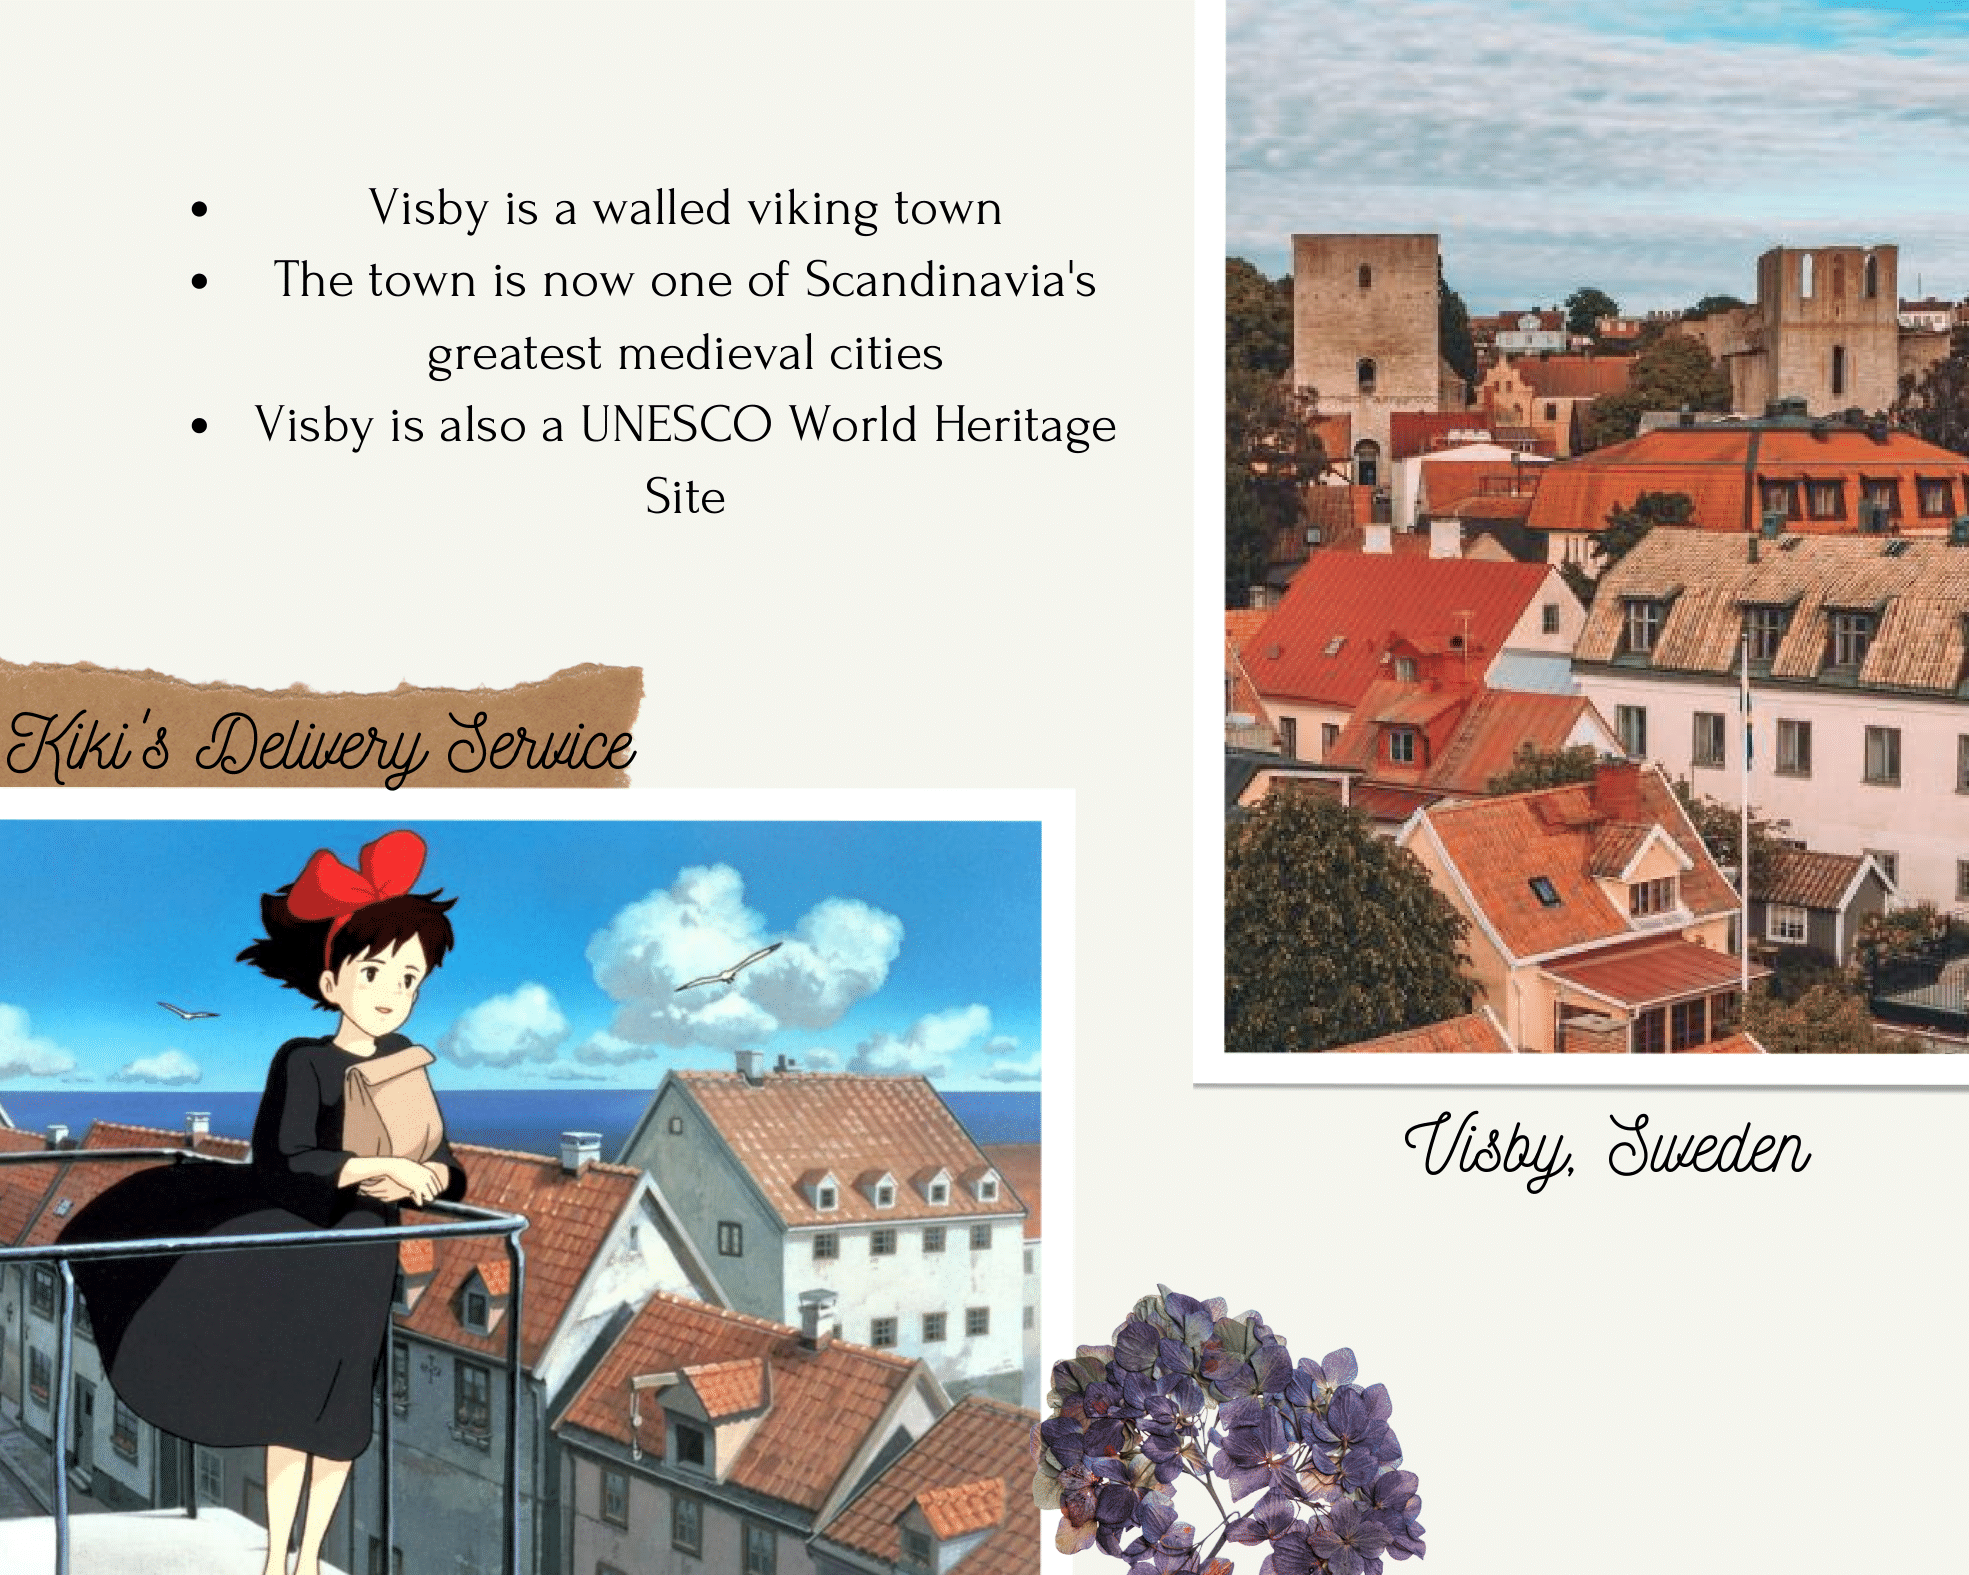 Visby is a walled viking town
The town is now one of Scandinavia's
greatest medieval cities
Visby is also a UNESCO World Heritage
Site
Kiki's Delivery Service
Visby, Sweden